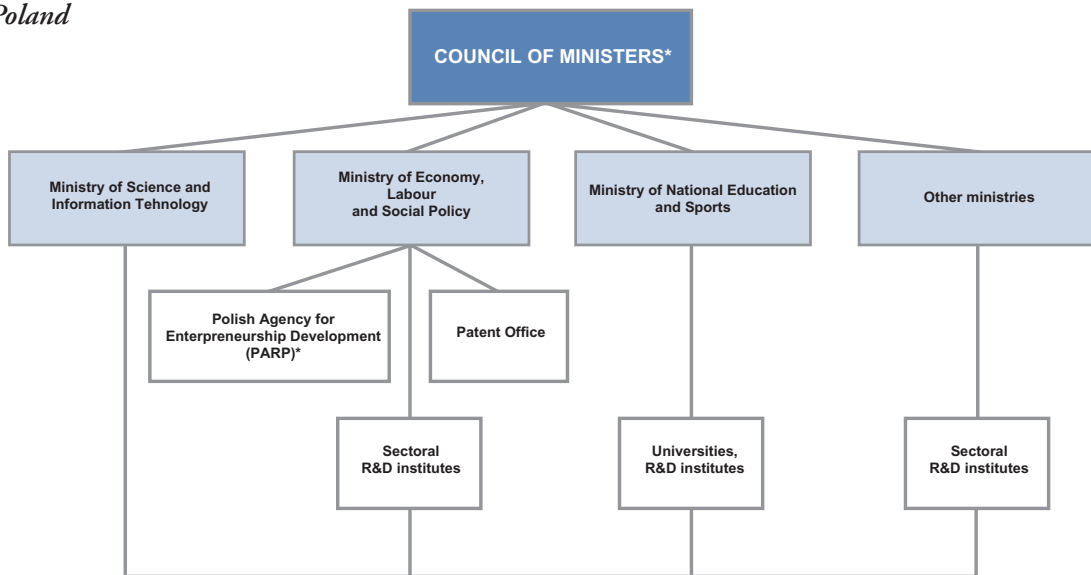 Poland
COUNCIL OF MINISTERS*
Ministry of Science and
Information Tehnology
Ministry of Economy,
Labour
and Social Policy
Ministry of National Education
and Sports
Other ministries
Polish Agency for
Enterpreneurship Development
(PARP)*
Patent Office
Sectoral
R&D institutes
Universities,
R&D institutes
Sectoral
R&D institutes